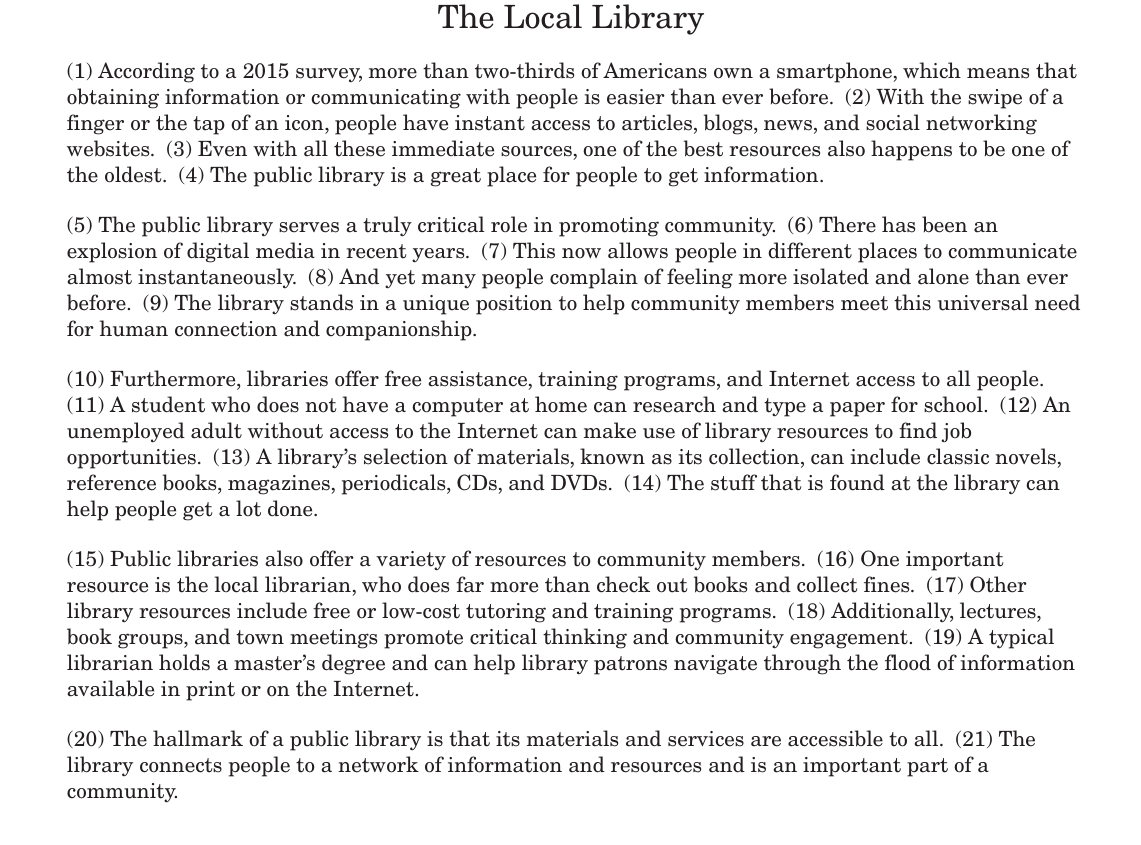 The Local Library
(1) According to a 2015 survey, more than two-thirds of Americans own a smartphone, which means that
obtaining information or communicating with people is easier than ever before. (2) With the swipe of a
finger or the tap of an icon, people have instant access to articles, blogs, news, and social networking
websites. (3) Even with all these immediate sources, one of the best resources also happens to be one of
the oldest. (4) The public library is a great place for people to get information.
(5) The public library serves a truly critical role in promoting community. (6) There has been an
explosion of digital media in recent years. (7) This now allows people in different places to communicate
almost instantaneously. (8) And yet many people complain of feeling more isolated and alone than ever
before. (9) The library stands in a unique position to help community members meet this universal need
for human connection and companionship.
(10) Furthermore, libraries offer free assistance, training programs, and Internet access to all people.
(11) A student who does not have a computer at home can research and type a paper for school. (12) An
unemployed adult without access to the Internet can make use of library resources to find job
opportunities. (13) A library's selection of materials, known as its collection, can include classic novels,
reference books, magazines, periodicals, CDs, and DVDs. (14) The stuff that is found at the library can
help people get a lot done.
(15) Public libraries also offer a variety of resources to community members. (16) One important
resource is the local librarian, who does far more than check out books and collect fines. (17) Other
library resources include free or low-cost tutoring and training programs. (18) Additionally, lectures,
book groups, and town meetings promote critical thinking and community engagement. (19) A typical
librarian holds a master's degree and can help library patrons navigate through the flood of information
available in print or on the Internet.
(20) The hallmark of a public library is that its materials and services are accessible to all. (21) The
library connects people to a network of information and resources and is an important part of a
community.